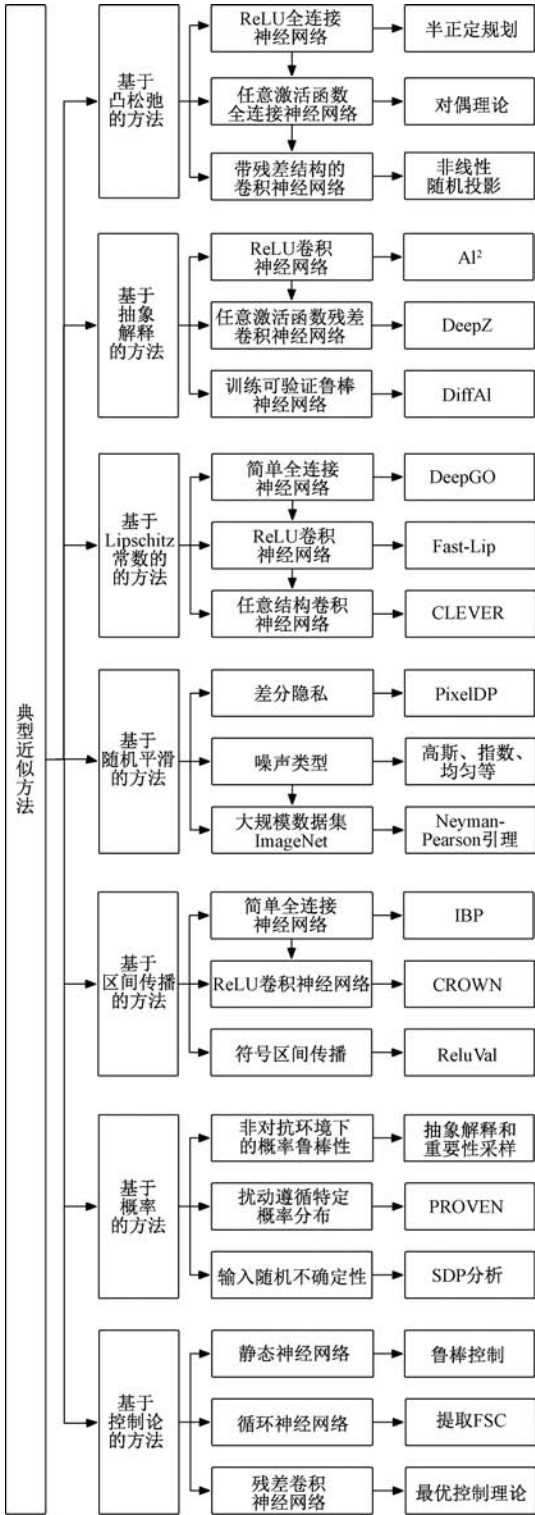 典型近似方法
基于
凸松弛
的方法
ReLU全连接
神经网络
半正定规划
任意激活函数
全连接神经网络
对偶理论
带残差结构的
卷积神经网络
非线性
随机投影
基于
抽象
解释
的方法
ReLU卷积
神经网络
Al²
任意激活函数残差
卷积神经网络
DeepZ
训练可验证鲁棒
神经网络
DiffAl
基于
Lipschitz
常数的
的方法
简单全连接
神经网络
DeepGO
ReLU卷积
神经网络
Fast-Lip
任意结构卷积
神经网络
CLEVER
基于
随机平滑
的方法
差分隐私
PixelDP
噪声类型
高斯、指数、
均匀等
大规模数据集
ImageNet
Neyman-
Pearson引理
基于
区间传播
的方法
简单全连接
神经网络
IBP
ReLU卷积神经网络
CROWN
符号区间传播
ReluVal
基于
概率
的方法
非对抗环境下
的概率鲁棒性
抽象解释和
重要性采样
扰动遵循特定
概率分布
PROVEN
输入随机不确定性
SDP分析
基于
控制论
的方法
静态神经网络
鲁棒控制
循环神经网络
提取FSC
残差卷积
神经网络
最优控制理论